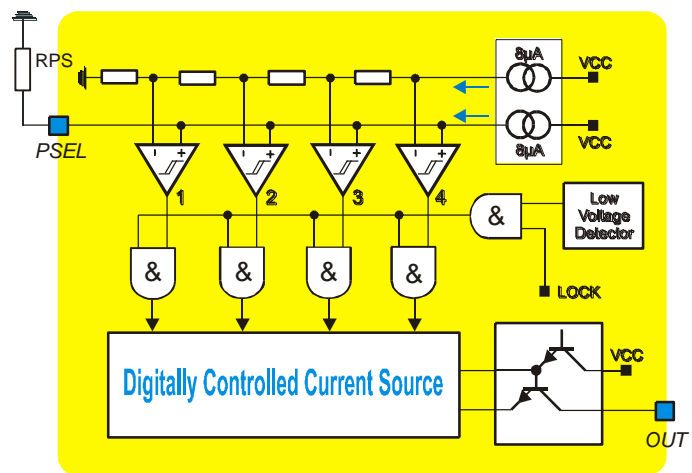 8µA
VCC
RPS
PSEL
VCC
8µA
- +
- +
- +
- +
1
2
3
4
&
Low
Voltage
Detector
&
&
&
&
LOCK
Digitally Controlled Current Source
VCC
OUT